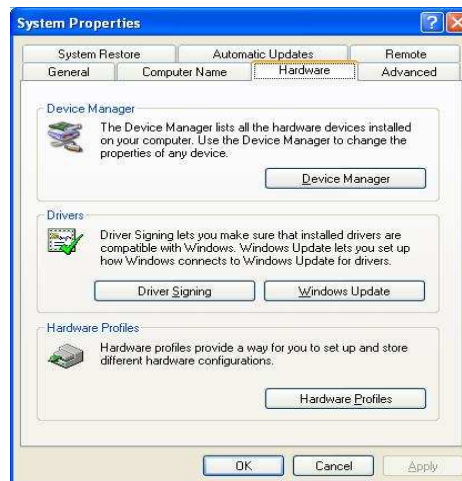 System Properties
System Restore Automatic Updates Remote
General Computer Name Hardware Advanced
Device Manager
The Device Manager lists all the hardware devices installed
on your computer. Use the Device Manager to change the
properties of any device.
Device Manager
Drivers
Driver Signing lets you make sure that installed drivers are
compatible with Windows. Windows Update lets you set up
how Windows connects to Windows Update for drivers.
Driver Signing Windows Update
Hardware Profiles
Hardware profiles provide a way for you to set up and store
different hardware configurations.
Hardware Profiles
OK Cancel Apply